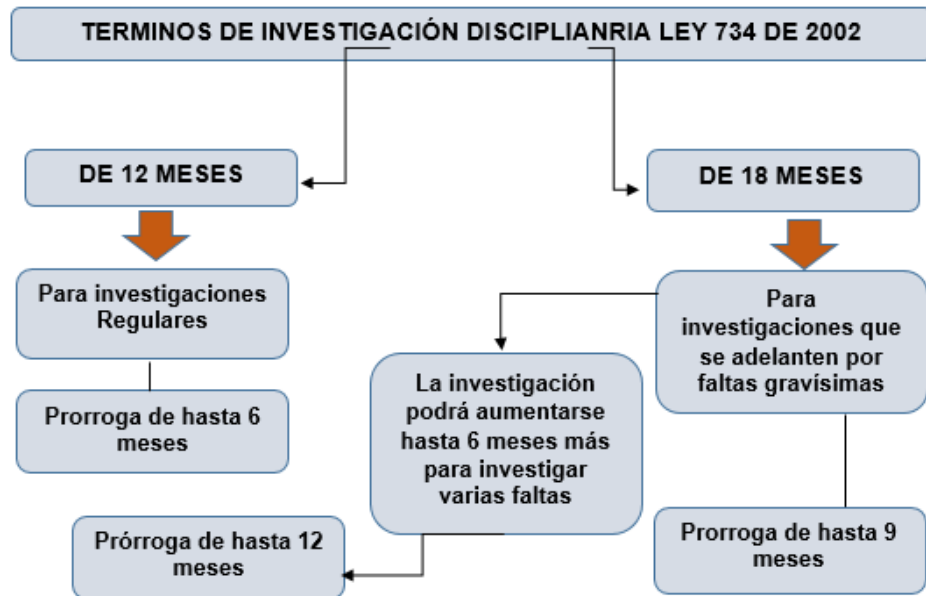 TERMINOS DE INVESTIGACIÓN DISCIPLIANRIA LEY 734 DE 2002
DE 12 MESES
DE 18 MESES
Para investigaciones
Regulares
Prorroga de hasta 6
meses
Para
investigaciones que
se adelanten por
faltas gravísimas
La investigación
podrá aumentarse
hasta 6 meses más
para investigar
varias faltas
Prórroga de hasta 12
meses
Prorroga de hasta 9
meses